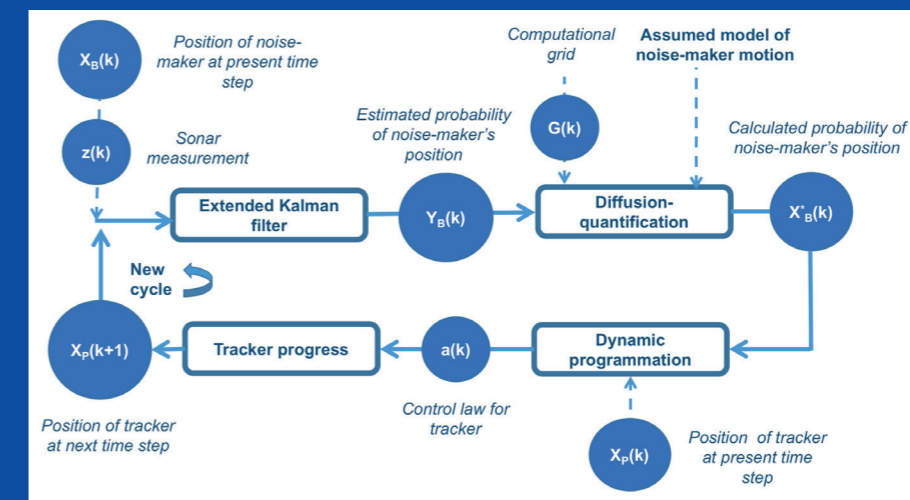 X_B(k)
Position of noise-
maker at present time
step
z(k)
Sonar
measurement
Extended Kalman
filter
Estimated probability
of noise-maker's
position
Y_B(k)
Computational
grid
G(k)
Assumed model of
noise-maker motion
Diffusion-
quantification
Calculated probability of
noise-maker's position
X*_B(k)
New
cycle
X_P(k+1)
Position of tracker
at next time step
Tracker progress
a(k)
Control law for
tracker
Dynamic
programmation
X_P(k)
Position of tracker
at present time
step